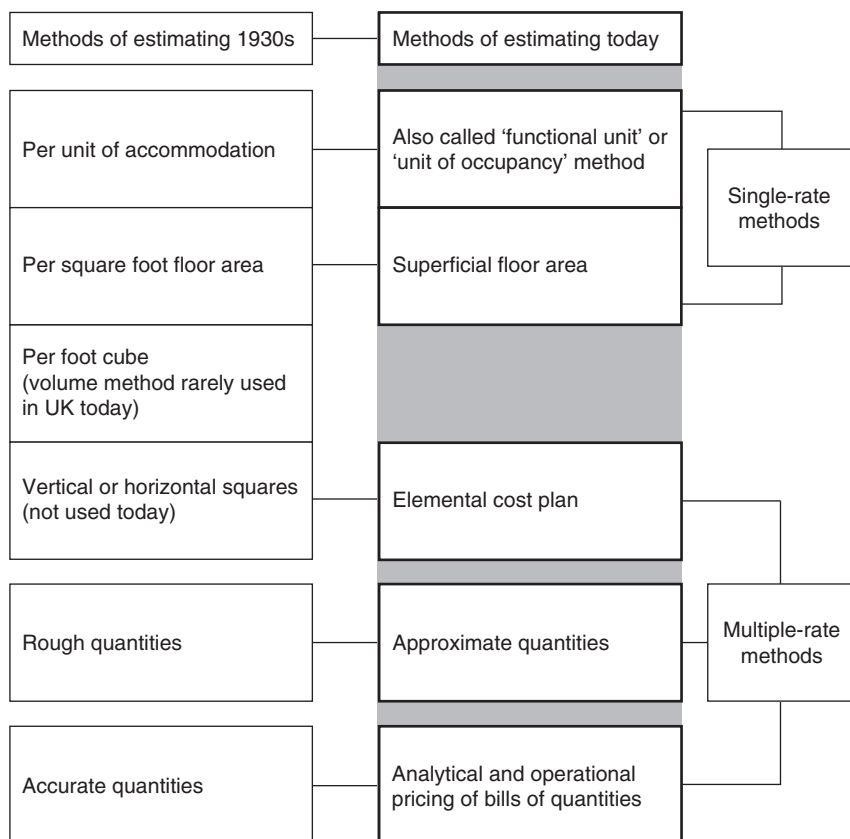 Methods of estimating 1930s
Methods of estimating today
Per unit of accommodation
Also called ‘functional unit’ or
‘unit of occupancy’ method
Single-rate
methods
Per square foot floor area
Superficial floor area
Per foot cube
(volume method rarely used
in UK today)
Vertical or horizontal squares
(not used today)
Elemental cost plan
Rough quantities
Approximate quantities
Multiple-rate
methods
Accurate quantities
Analytical and operational
pricing of bills of quantities